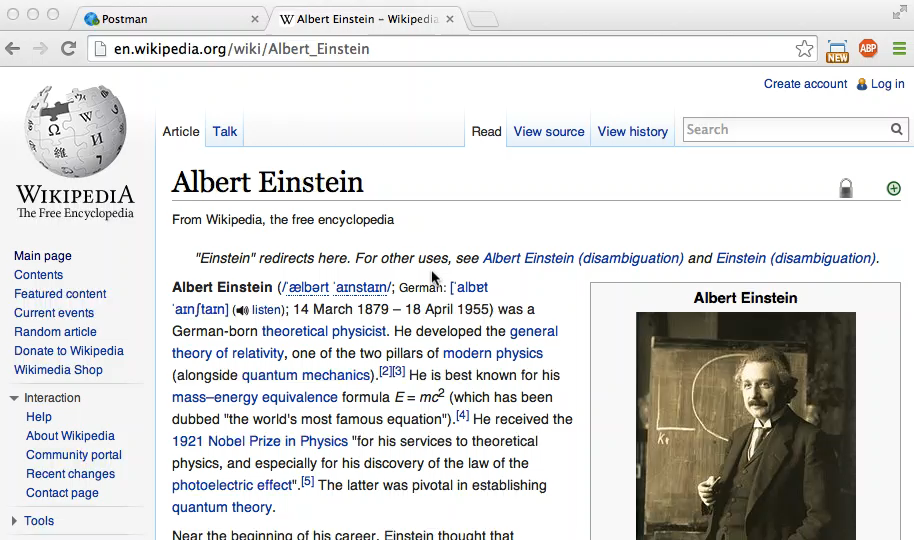 Postman
Albert Einstein – Wikipedia
en.wikipedia.org/wiki/Albert_Einstein
NEW
ABP
Create account Log in
Article Talk Read View source View history Search
Ω W И 維
WIKIPEDIA
The Free Encyclopedia
Main page
Contents
Featured content
Current events
Random article
Donate to Wikipedia
Wikimedia Shop
Interaction
Help
About Wikipedia
Community portal
Recent changes
Contact page
Tools
Albert Einstein
From Wikipedia, the free encyclopedia
"Einstein" redirects here. For other uses, see Albert Einstein (disambiguation) and Einstein (disambiguation).
Albert Einstein (/ˈælbərt ˈaɪnstaɪn/; German: [ˈalbɐt
ˈaɪnʃtaɪn] (listen); 14 March 1879 – 18 April 1955) was a
German-born theoretical physicist. He developed the general
theory of relativity, one of the two pillars of modern physics
(alongside quantum mechanics).[2][3] He is best known for his
mass–energy equivalence formula E = mc2 (which has been
dubbed "the world's most famous equation").[4] He received the
1921 Nobel Prize in Physics "for his services to theoretical
physics, and especially for his discovery of the law of the
photoelectric effect".[5] The latter was pivotal in establishing
quantum theory.
Near the beginning of his career, Einstein thought that
Albert Einstein